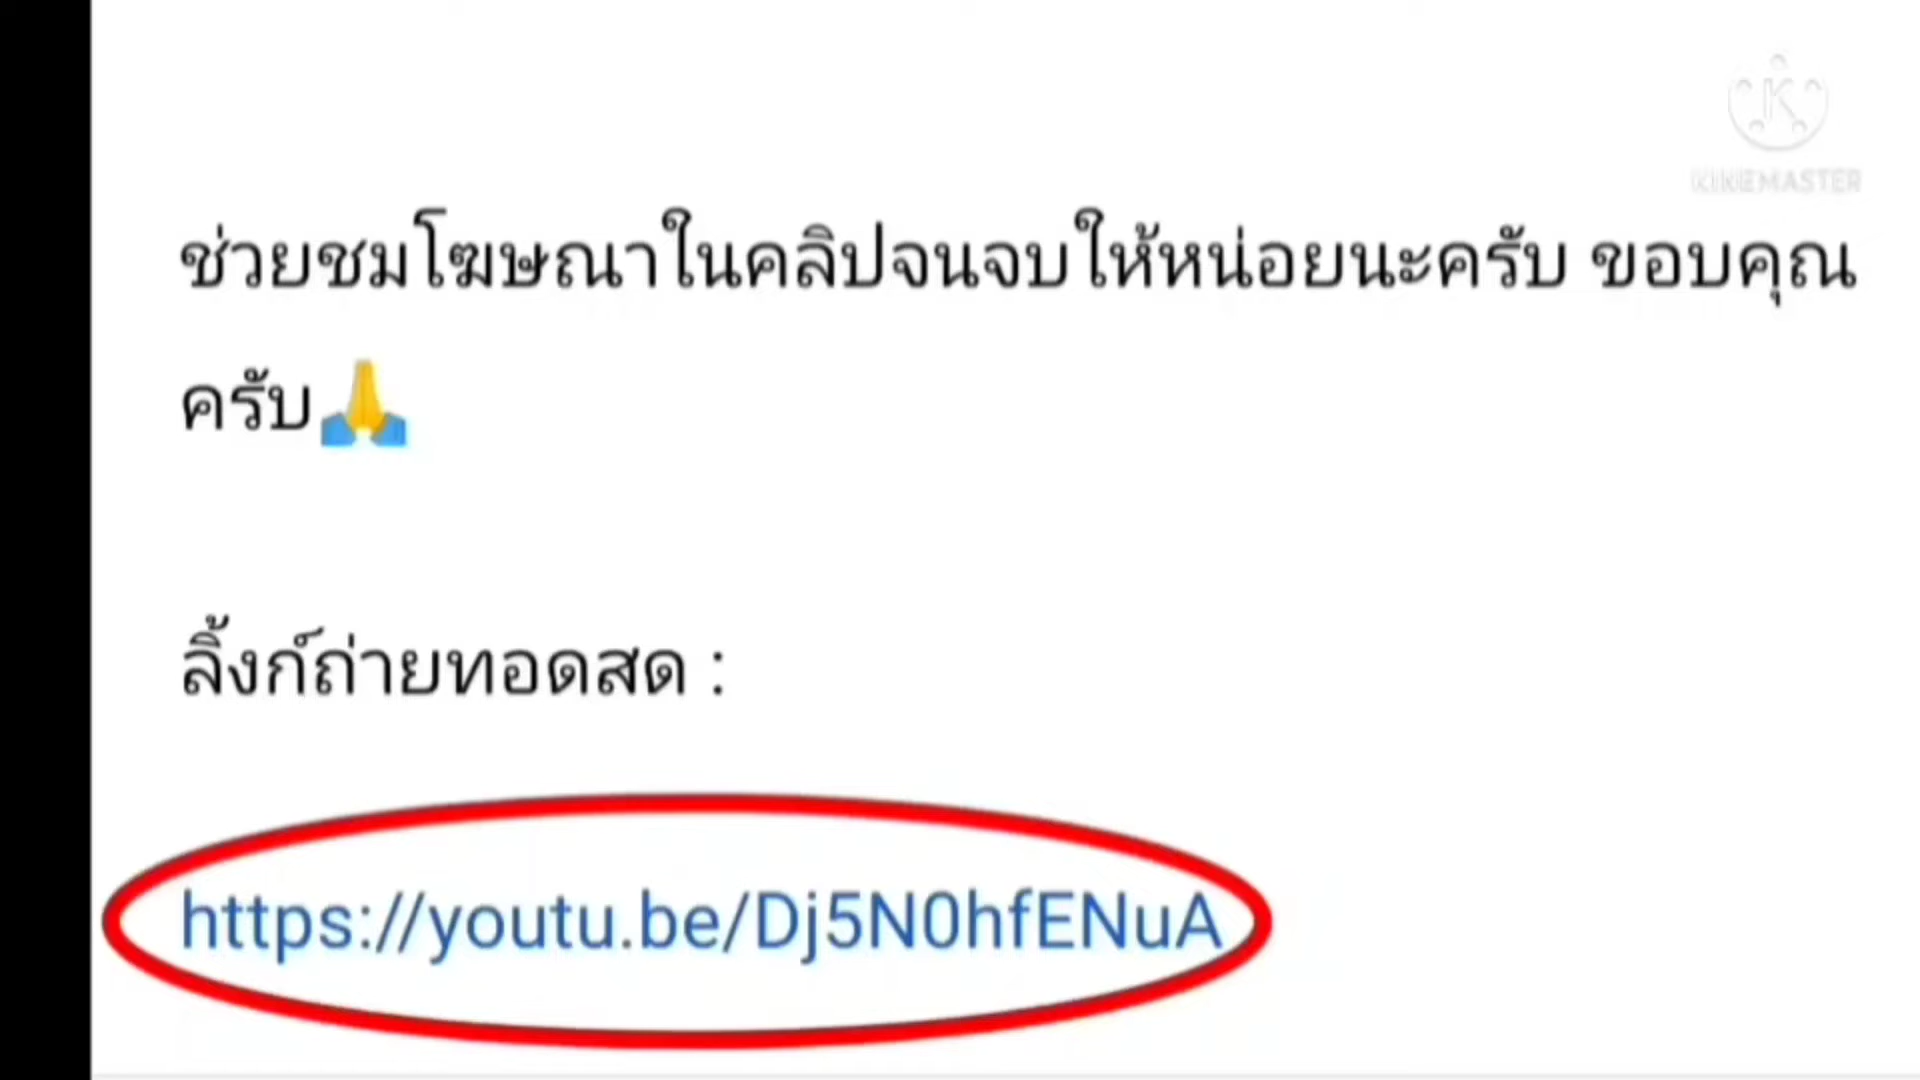 KINEMASTER
ช่วยชมโฆษณาในคลิปจนจบให้หน่อยนะครับ ขอบคุณ
ครับ🙏
ลิ้งก์ถ่ายทอดสด :
https://youtu.be/Dj5N0hfENuA